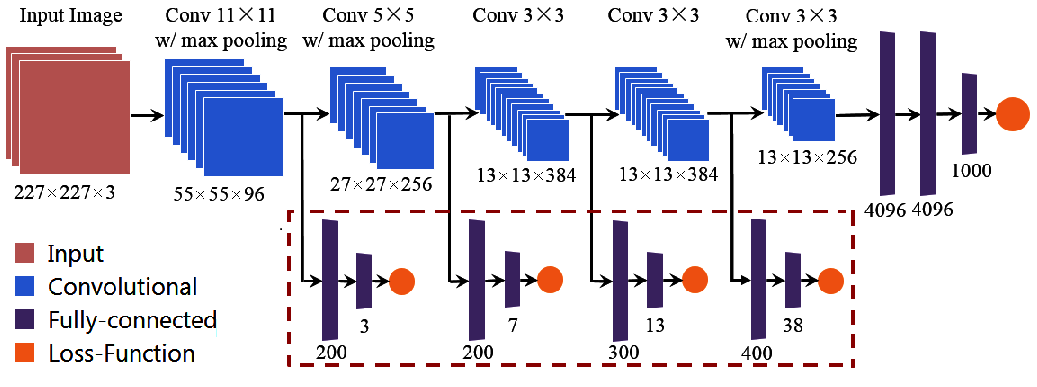 Input Image
Conv 11×11
w/ max pooling
Conv 5×5
w/ max pooling
Conv 3×3
Conv 3×3
Conv 3×3
w/ max pooling
227×227×3
55×55×96
27×27×256
13×13×384
13×13×384
13×13×256
4096
4096
1000
Input
Convolutional
Fully-connected
Loss-Function
200
3
200
7
300
13
400
38